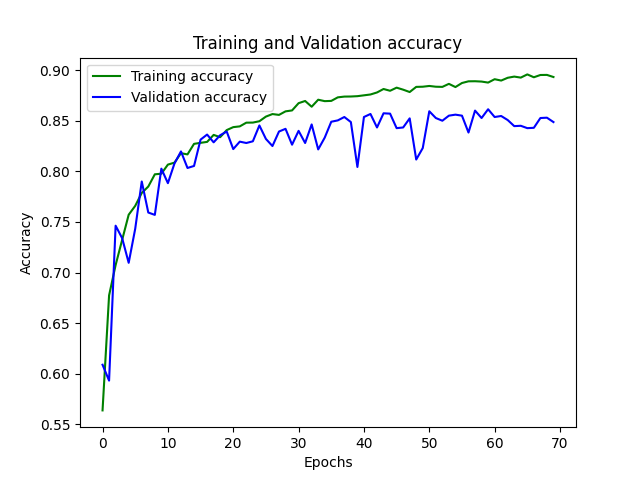 Training and Validation accuracy
Training accuracy
Validation accuracy
0.90
0.85
0.80
0.75
0.70
0.65
0.60
0.55
Accuracy
0 10 20 30 40 50 60 70
Epochs